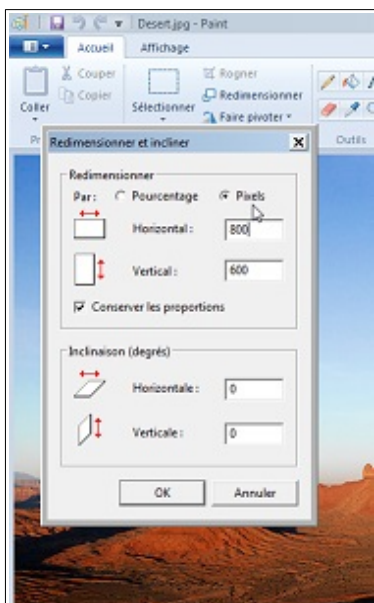 Desert.jpg - Paint
Accueil Affichage
Couper
Copier
Coller
Sélectionner
Rogner
Redimensionner
Faire pivoter
Outils
Redimensionner et incliner
Redimensionner
Par : Pourcentage Pixels
Horizontal : 800
Vertical : 600
Conserver les proportions
Inclinaison (degrés)
Horizontale : 0
Verticale : 0
OK Annuler